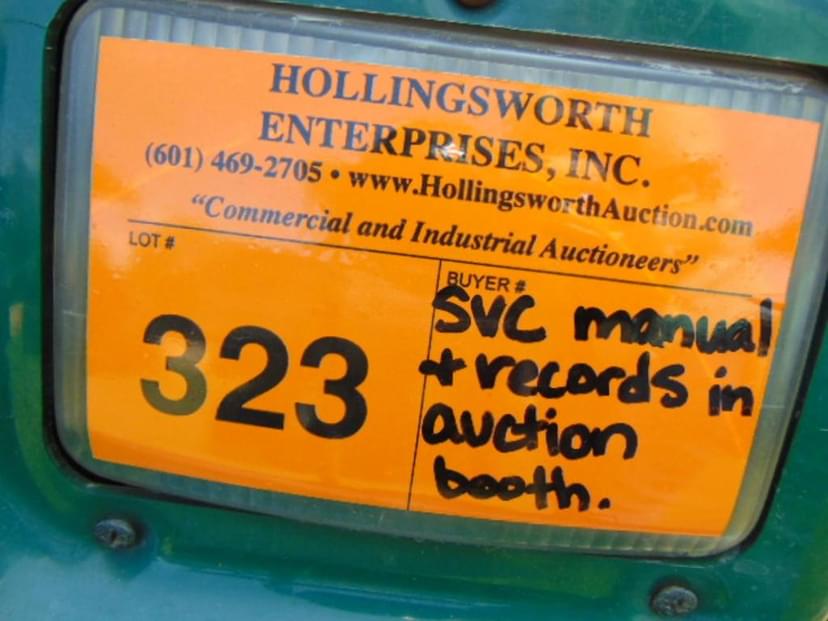 HOLLINGSWORTH
ENTERPRISES, INC.
(601) 469-2705 • www.HollingsworthAuction.com
"Commercial and Industrial Auctioneers"
LOT #
323
BUYER #
SVC manual
+ records in
auction
booth.